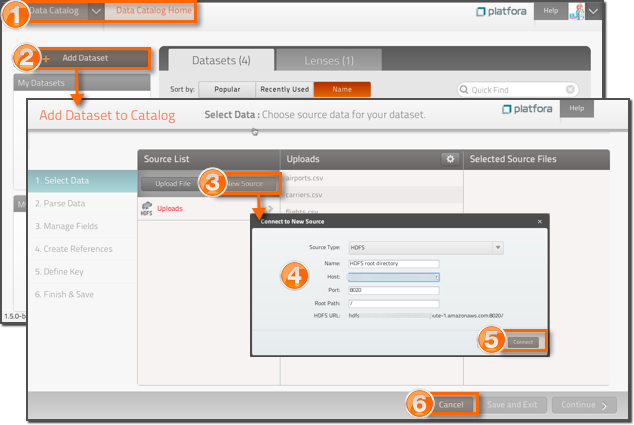 1 Data Catalog Data Catalog Home platfora Help
2 + Add Dataset
Datasets (4) Lenses (1)
My Datasets
Sort by: Popular Recently Used Name Quick Find
Add Dataset to Catalog Select Data : Choose source data for your dataset. platfora Help
Source List Uploads Selected Source Files
1. Select Data
2. Parse Data
3. Manage Fields
4. Create References
5. Define Key
6. Finish & Save
Upload File 3 New Source
HDFS Uploads
airports.csv
carriers.csv
flights.csv
Connect to New Source
4
Source Type: HDFS
Name: HDFS root directory
Host:
Port: 8020
Root Path: /
HDFS URL: hdfs ute-1.amazonaws.com:8020/
5 Connect
1.5.0-b
6 Cancel Save and Exit Continue